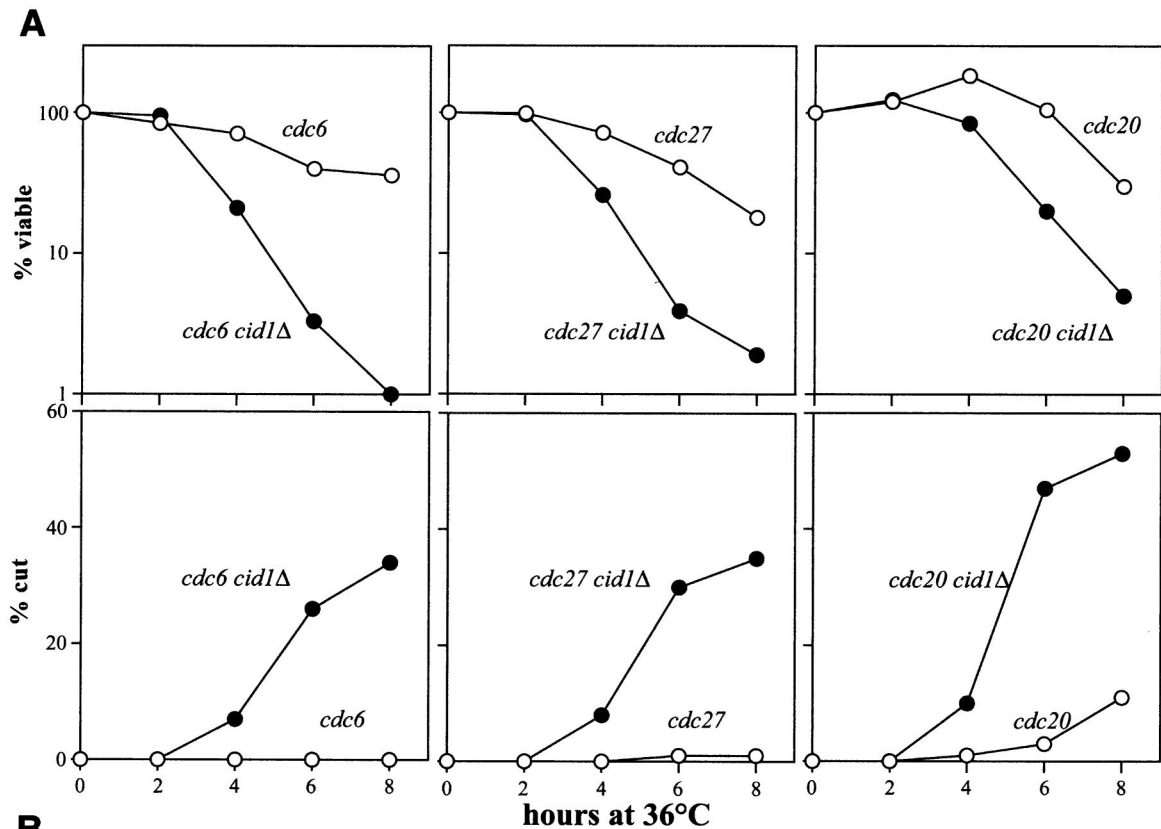 A
% viable
100
10
1
cdc6
cdc6 cid1Δ
cdc27
cdc27 cid1Δ
cdc20
cdc20 cid1Δ
% cut
60
40
20
0
cdc6 cid1Δ
cdc6
cdc27 cid1Δ
cdc27
cdc20 cid1Δ
cdc20
0 2 4 6 8 0 2 4 6 8 0 2 4 6 8
hours at 36°C
B